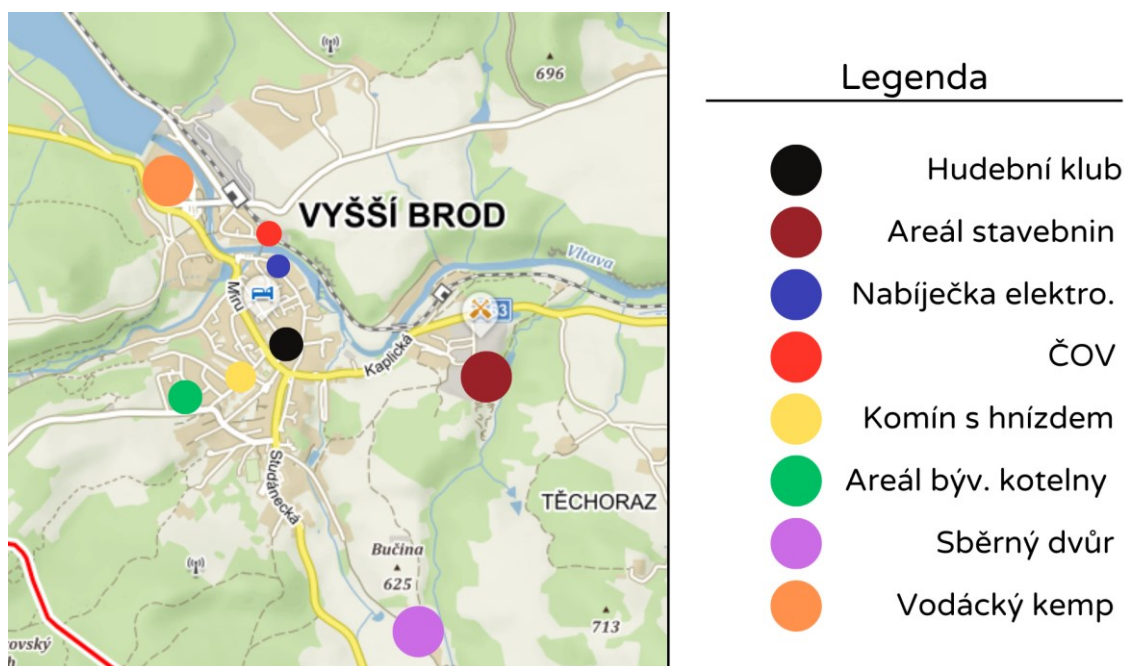 696
VYŠŠÍ BROD
Vltava
Míru
3
Kaplická
Studánecká
TĚCHORAZ
Bučina
625
713
ovský
h
Legenda
Hudební klub
Areál stavebnin
Nabíječka elektro.
ČOV
Komín s hnízdem
Areál býv. kotelny
Sběrný dvůr
Vodácký kemp